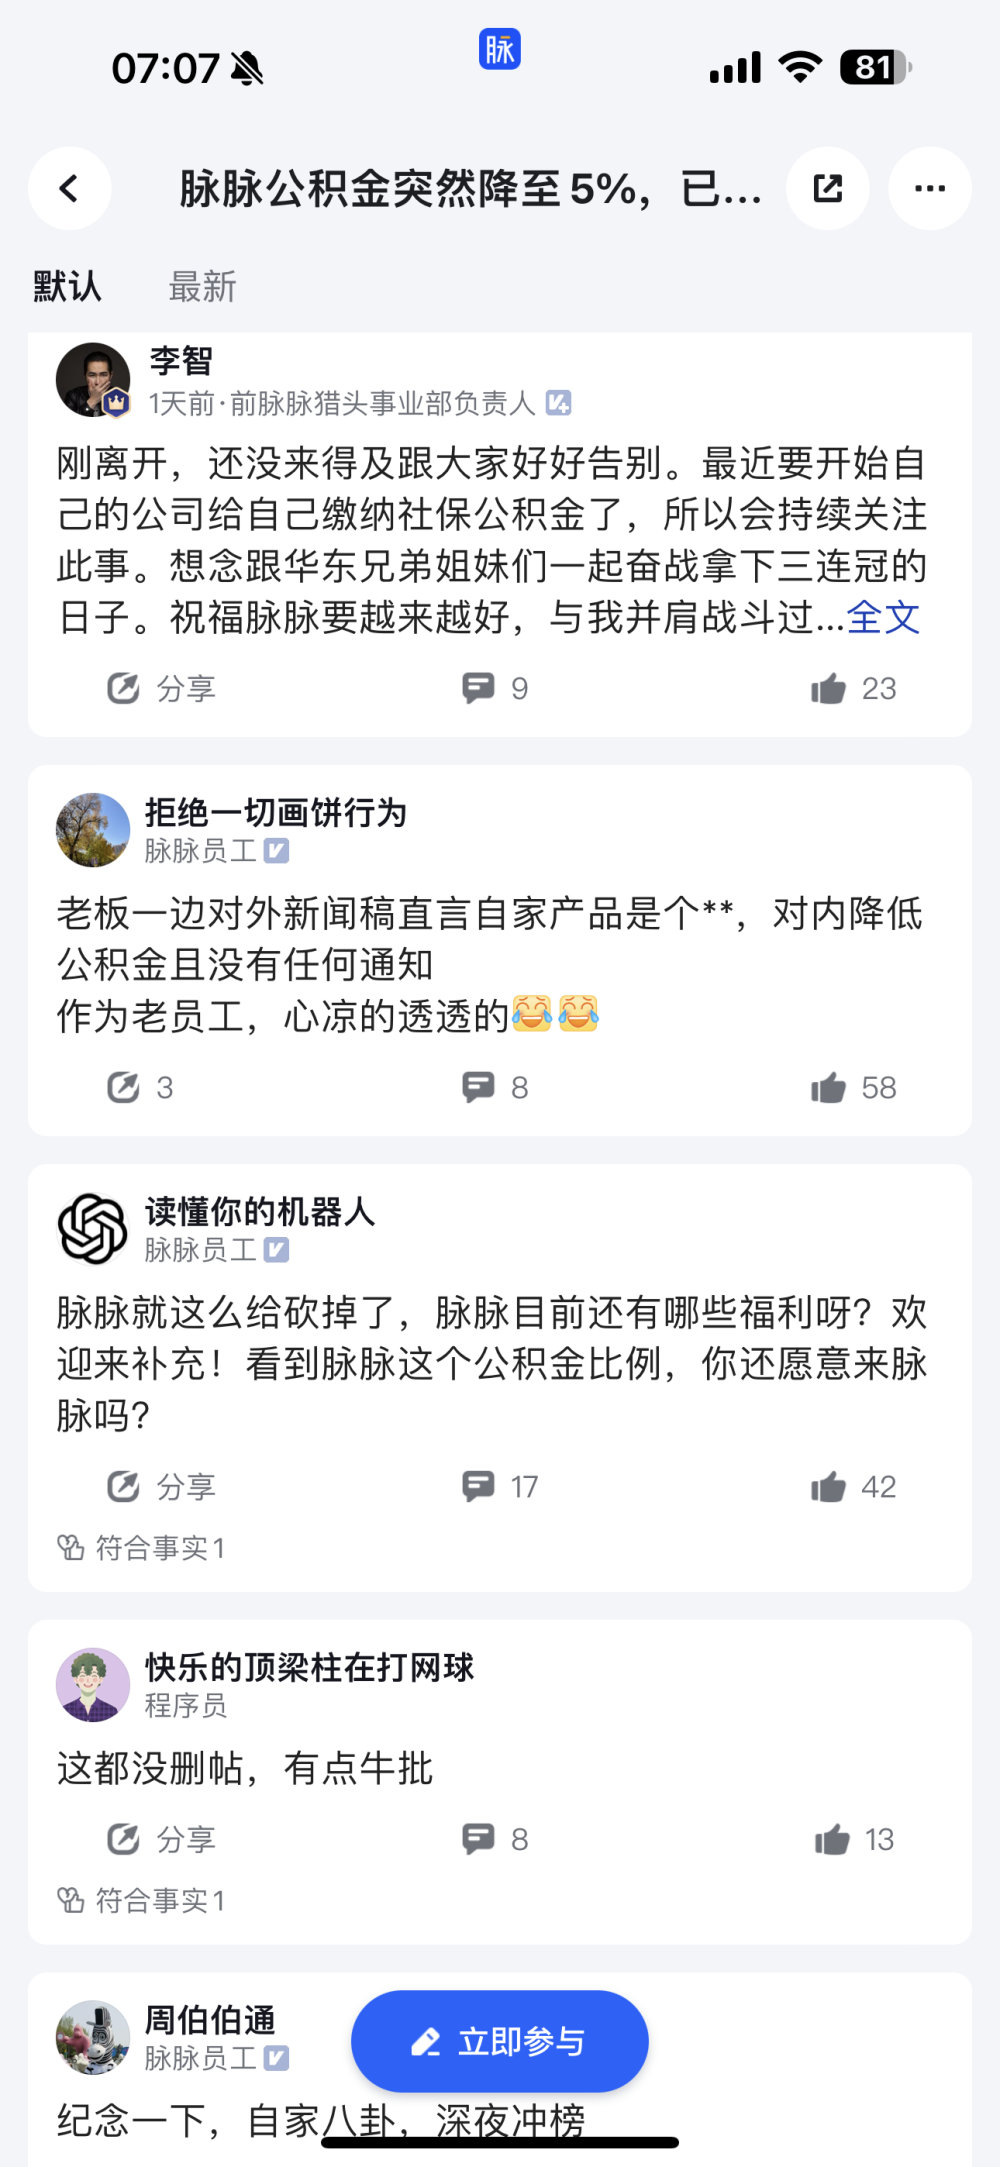 07:07
脉
81
脉脉公积金突然降至5%，已...
默认
最新
李智
1天前·前脉脉猎头事业部负责人
刚离开，还没来得及跟大家好好告别。最近要开始自
己的公司给自己缴纳社保公积金了，所以会持续关注
此事。想念跟华东兄弟姐妹们一起奋战拿下三连冠的
日子。祝福脉脉要越来越好，与我并肩战斗过...全文
分享
9
23
拒绝一切画饼行为
脉脉员工
老板一边对外新闻稿直言自家产品是个**，对内降低
公积金且没有任何通知
作为老员工，心凉的透透的😂😂
3
8
58
读懂你的机器人
脉脉员工
脉脉就这么给砍掉了，脉脉目前还有哪些福利呀？欢
迎来补充！看到脉脉这个公积金比例，你还愿意来脉
脉吗?
分享
17
42
符合事实1
快乐的顶梁柱在打网球
程序员
这都没删帖，有点牛批
分享
8
13
符合事实1
周伯伯通
脉脉员工
立即参与
纪念一下，自家八卦，深夜冲榜